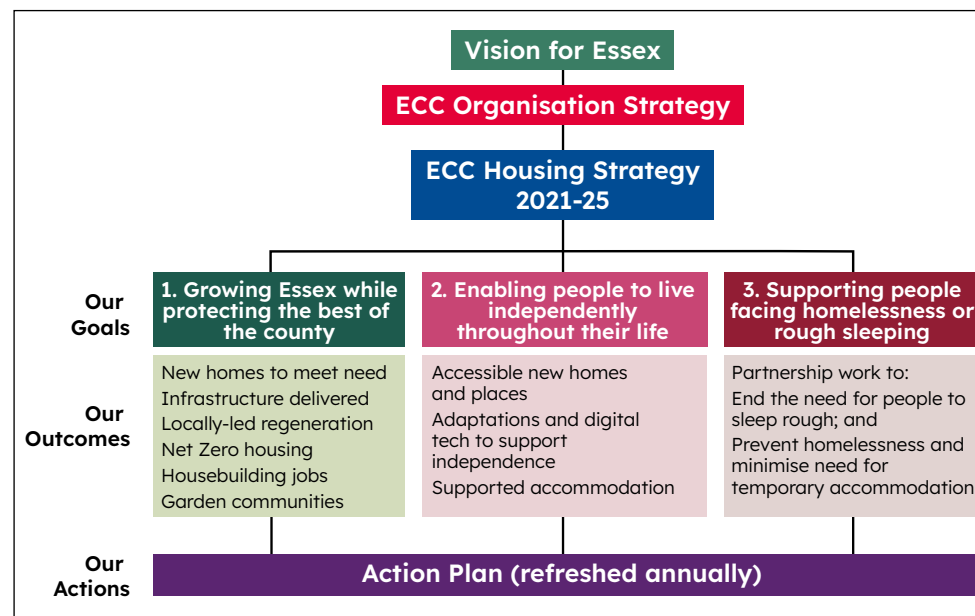 Vision for Essex
ECC Organisation Strategy
ECC Housing Strategy
2021-25
Our
Goals
1. Growing Essex while
protecting the best of
the county
2. Enabling people to live
independently
throughout their life
3. Supporting people
facing homelessness or
rough sleeping
Our
Outcomes
New homes to meet need
Infrastructure delivered
Locally-led regeneration
Net Zero housing
Housebuilding jobs
Garden communities
Accessible new homes
and places
Adaptations and digital
tech to support
independence
Supported accommodation
Partnership work to:
End the need for people to
sleep rough; and
Prevent homelessness and
minimise need for
temporary accommodation
Our
Actions
Action Plan (refreshed annually)